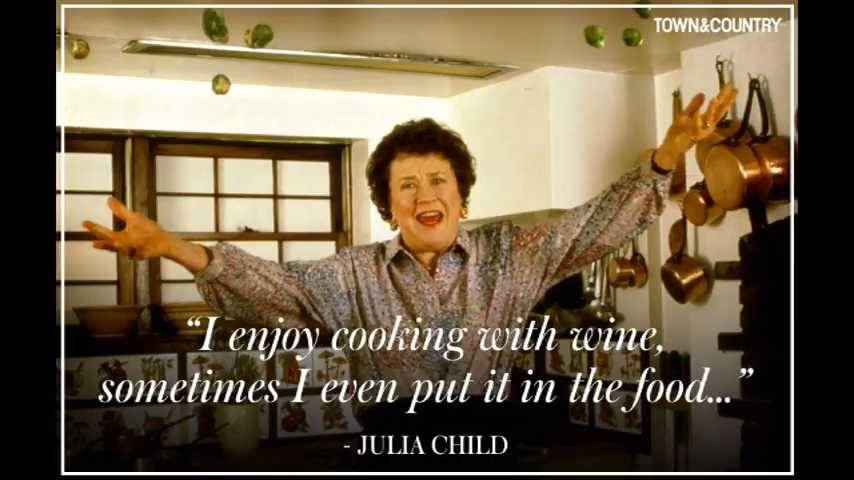 TOWN&COUNTRY
“I enjoy cooking with wine,
sometimes I even put it in the food...”
- JULIA CHILD